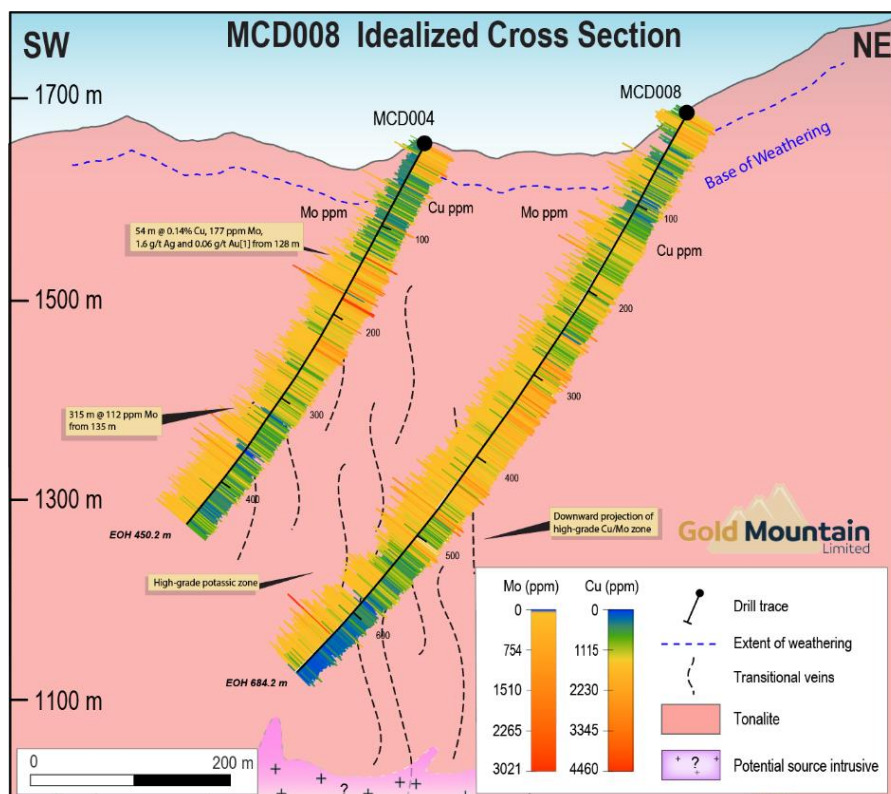 MCD008 Idealized Cross Section
SW
NE
1700 m
1500 m
1300 m
1100 m
MCD004
MCD008
Base of Weathering
Mo ppm
Cu ppm
Mo ppm
Cu ppm
54 m @ 0.14% Cu, 177 ppm Mo,
1.6 g/t Ag and 0.06 g/t Au[1] from 128 m
315 m @ 112 ppm Mo
from 135 m
100
200
300
400
EOH 450.2 m
100
200
300
400
500
600
EOH 684.2 m
High-grade potassic zone
Downward projection of
high-grade Cu/Mo zone
Gold Mountain
Limited
Mo (ppm)
0
754
1510
2265
3021
Cu (ppm)
0
1115
2230
3345
4460
Drill trace
Extent of weathering
Transitional veins
Tonalite
?
Potential source intrusive
0
200 m
?